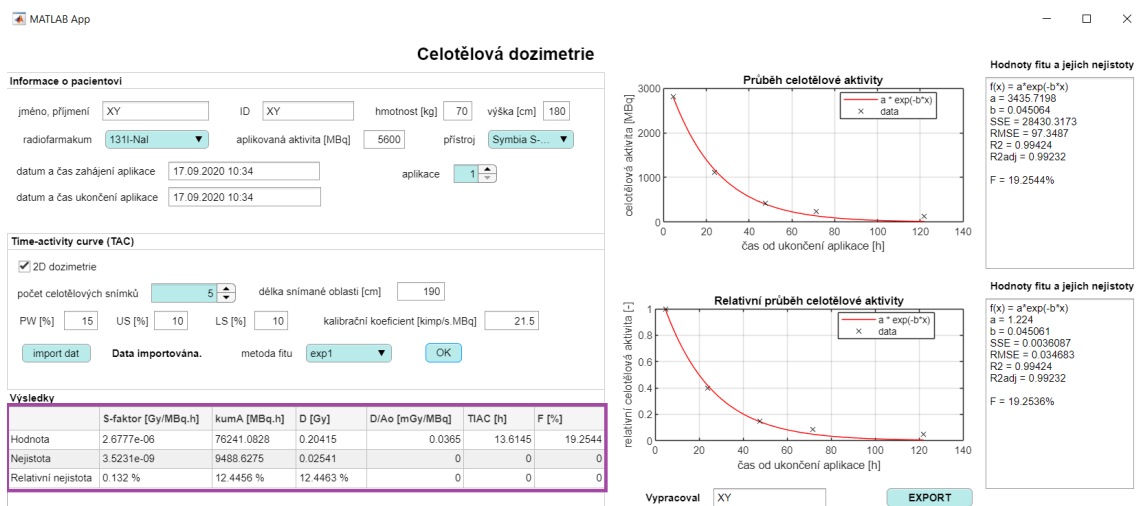 MATLAB App
Celotělová dozimetrie
Informace o pacientovi
jméno, příjmení XY ID XY hmotnost [kg] 70 výška [cm] 180
radiofarmakum 131I-NaI aplikovaná aktivita [MBq] 5600 přístroj Symbia S-...
datum a čas zahájení aplikace 17.09.2020 10:34 aplikace 1
datum a čas ukončení aplikace 17.09.2020 10:34
Time-activity curve (TAC)
2D dozimetrie
počet celotělových snímků 5 délka snímané oblasti [cm] 190
PW [%] 15 US [%] 10 LS [%] 10 kalibrační koeficient [kimp/s.MBq] 21.5
import dat Data importována. metoda fitu exp1 OK
Výsledky
S-faktor [Gy/MBq.h] kumA [MBq.h] D [Gy] D/Ao [mGy/MBq] TIAC [h] F [%]
Hodnota 2.6777e-06 76241.0828 0.20415 0.0365 13.6145 19.2544
Nejistota 3.5231e-09 9488.6275 0.02541 0 0 0
Relativní nejistota 0.132 % 12.4456 % 12.4463 % 0 0 0
Průběh celotělové aktivity
celotělová aktivita [MBq]
3000
2000
1000
0
a * exp(-b*x)
data
0 20 40 60 80 100 120 140
čas od ukončení aplikace [h]
Hodnoty fitu a jejich nejistoty
f(x) = a*exp(-b*x)
a = 3435.7198
b = 0.045064
SSE = 28430.3173
RMSE = 97.3487
R2 = 0.99424
R2adj = 0.99232
F = 19.2544%
Relativní průběh celotělové aktivity
relativní celotělová aktivita [-]
1
0.8
0.6
0.4
0.2
0
a * exp(-b*x)
data
0 20 40 60 80 100 120 140
čas od ukončení aplikace [h]
Hodnoty fitu a jejich nejistoty
f(x) = a*exp(-b*x)
a = 1.224
b = 0.045061
SSE = 0.0036087
RMSE = 0.034683
R2 = 0.99424
R2adj = 0.99232
F = 19.2536%
Vypracoval XY EXPORT